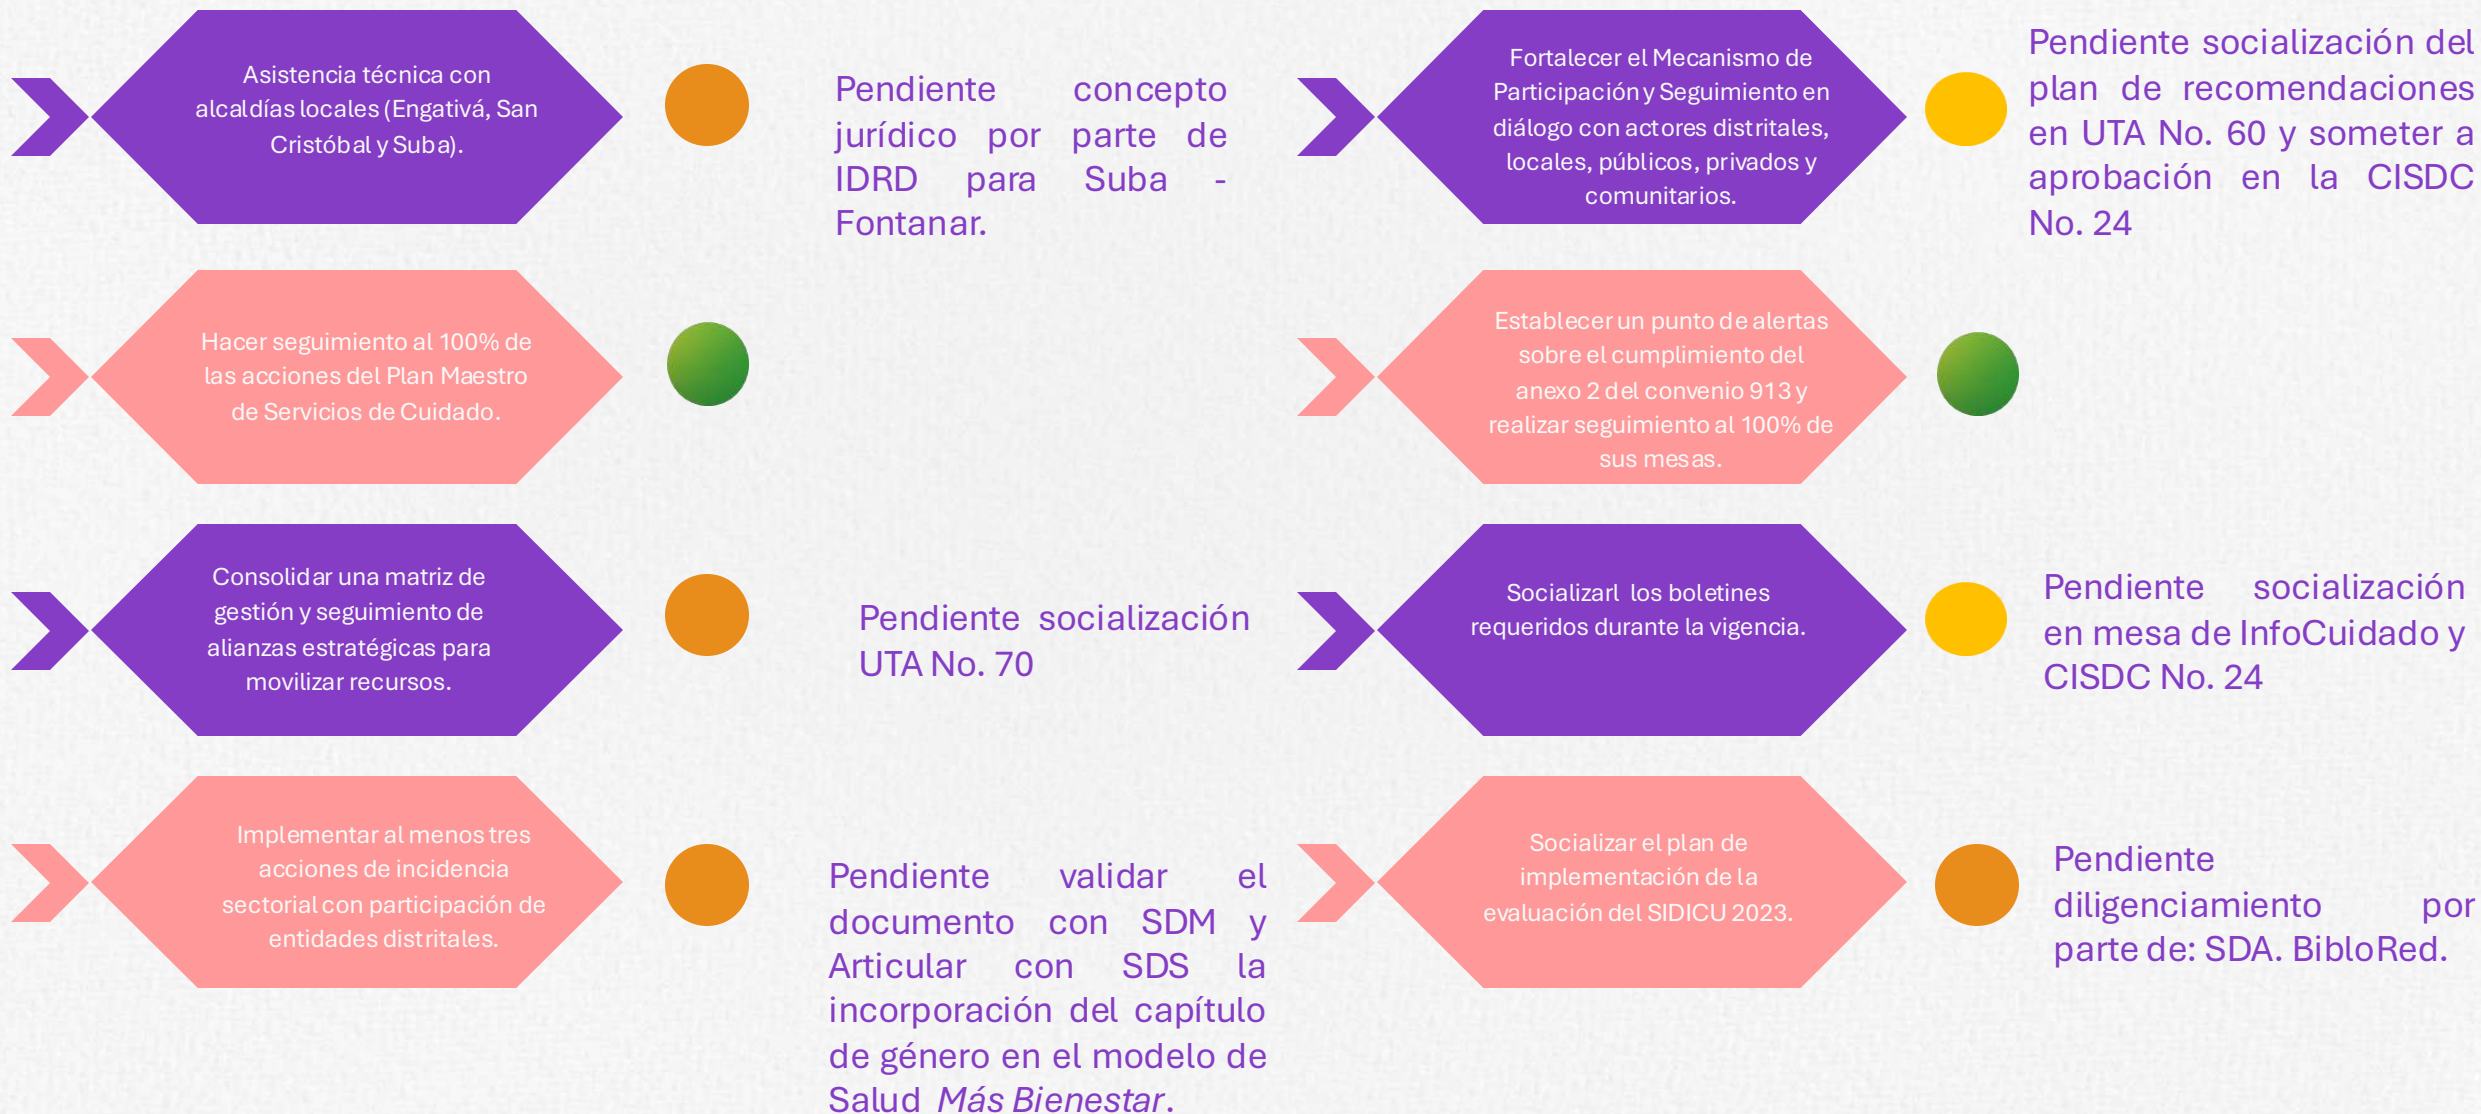 Asistencia técnica con
alcaldías locales (Engativá, San
Cristóbal y Suba).
Pendiente concepto
jurídico por parte de
IDRD para Suba -
Fontanar.
Hacer seguimiento al 100% de
las acciones del Plan Maestro
de Servicios de Cuidado.
Consolidar una matriz de
gestión y seguimiento de
alianzas estratégicas para
movilizar recursos.
Pendiente socialización
UTA No. 70
Implementar al menos tres
acciones de incidencia
sectorial con participación de
entidades distritales.
Pendiente validar el
documento con SDM y
Articular con SDS la
incorporación del capítulo
de género en el modelo de
Salud Más Bienestar.
Fortalecer el Mecanismo de
Participación y Seguimiento en
diálogo con actores distritales,
locales, públicos, privados y
comunitarios.
Pendiente socialización del
plan de recomendaciones
en UTA No. 60 y someter a
aprobación en la CISDC
No. 24
Establecer un punto de alertas
sobre el cumplimiento del
anexo 2 del convenio 913 y
realizar seguimiento al 100% de
sus mesas.
Socializarl los boletines
requeridos durante la vigencia.
Pendiente socialización
en mesa de InfoCuidado y
CISDC No. 24
Socializar el plan de
implementación de la
evaluación del SIDICU 2023.
Pendiente
diligenciamiento por
parte de: SDA. BibloRed.